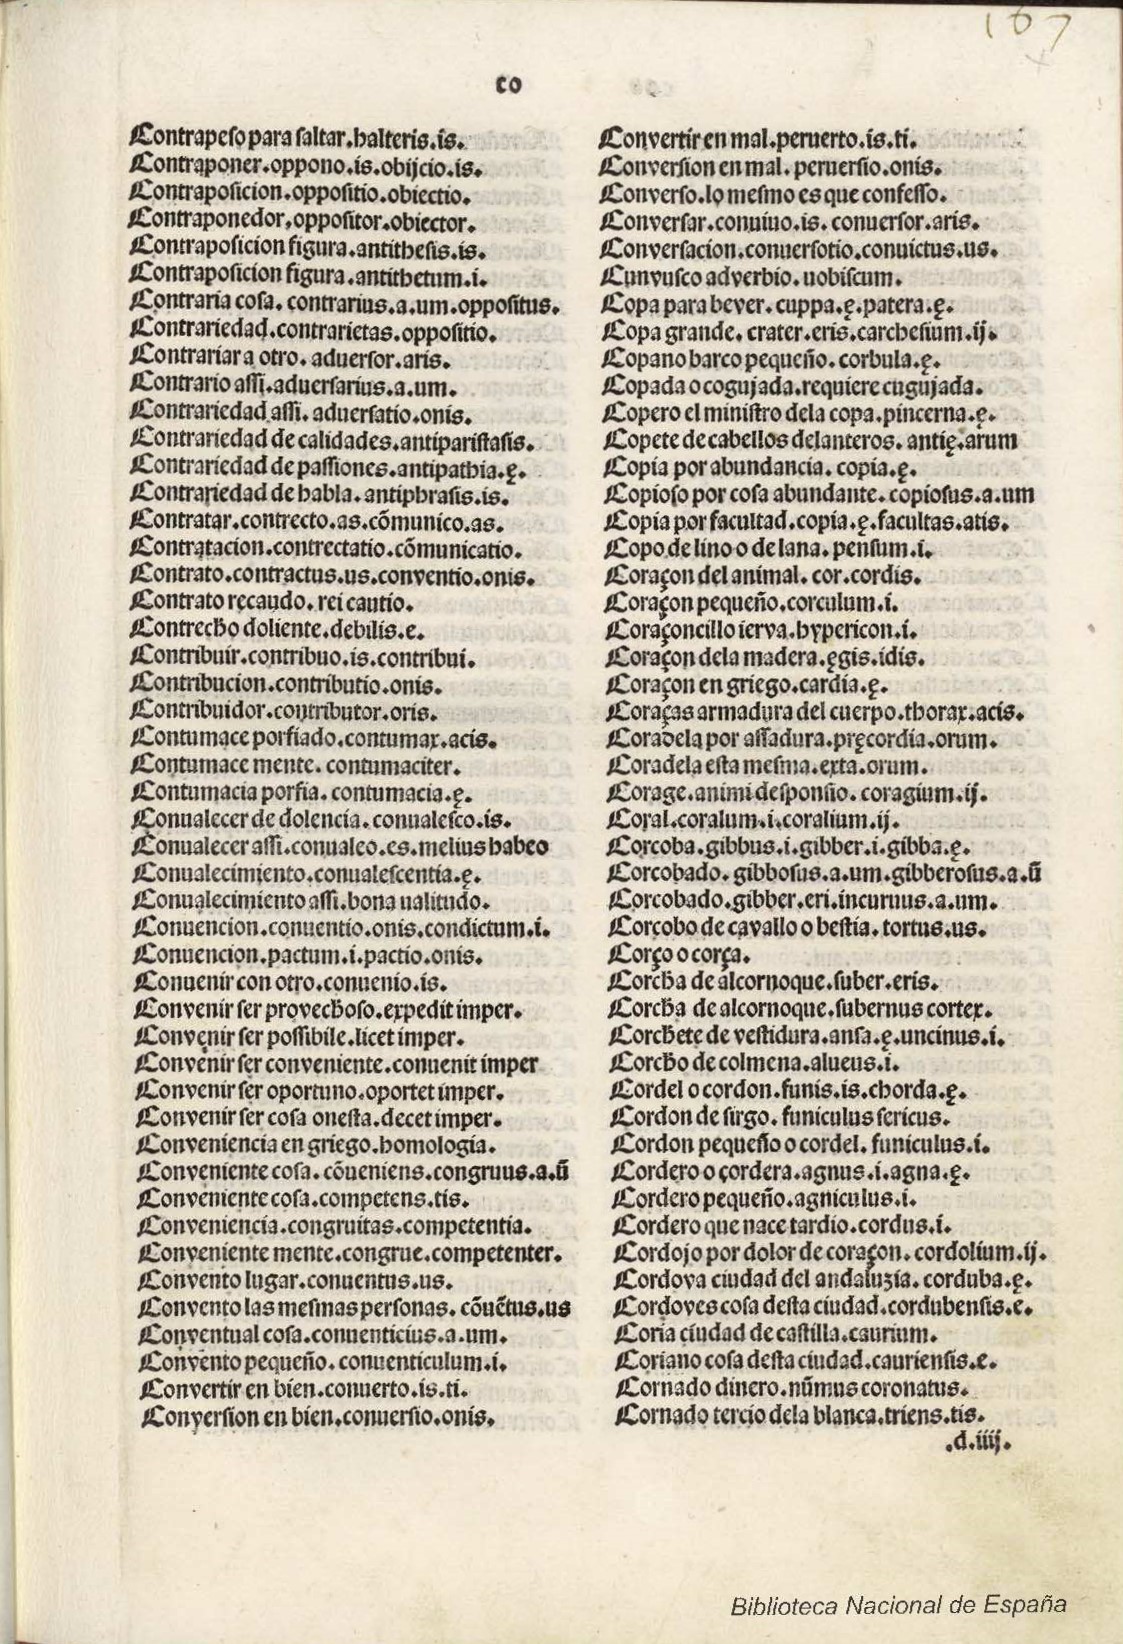 167
co
Contrapeso para saltar.halteris.is.
Contraponer.oppono.is.obijcio.is.
Contraposicion.oppositio.obiectio.
Contraponedor.oppositor.obiector.
Contraposicion figura.antithesis.is.
Contraposicion figura.antithetum.i.
Contraria cosa.contrarius.a.um.oppositus.
Contrariedad.contrarietas.oppositio.
Contrariar a otro.aduersor.aris.
Contrario assi.aduersarius.a.um.
Contrariedad assi.aduersatio.onis.
Contrariedad de calidades.antiparistasis.
Contrariedad de passiones.antipathia.ę.
Contrariedad de habla.antiphrasis.is.
Contratar.contrecto.as.cõmunico.as.
Contratacion.contrectatio.cõmunicatio.
Contrato.contractus.us.conventio.onis.
Contrato recaudo.rei cautio.
Contrecho doliente.debilis.e.
Contribuir.contribuo.is.contribui.
Contribucion.contributio.onis.
Contribuidor.contributor.oris.
Contumace porfiado.contumax.acis.
Contumace mente.contumaciter.
Contumacia porfia.contumacia.ę.
Conualecer de dolencia.conualesco.is.
Conualecer assi.conualeo.es.melius habeo
Conualecimiento.conualescentia.ę.
Conualecimiento assi.bona ualitudo.
Conuencion.conuentio.onis.condictum.i.
Conuencion.pactum.i.pactio.onis.
Conuenir con otro.conuenio.is.
Convenir ser provechoso.expedit imper.
Convenir ser possibile.licet imper.
Convenir ser conveniente.conuenit imper
Convenir ser oportuno.oportet imper.
Convenir ser cosa onesta.decet imper.
Conveniencia en griego.homologia.
Conveniente cosa.cõueniens.congruus.a.ũ
Conveniente cosa.competens.tis.
Conveniencia.congruitas.competentia.
Conveniente mente.congrue.competenter.
Convento lugar.conuentus.us.
Convento las mesmas personas.cõuẽtus.us
Conventual cosa.conuenticius.a.um.
Convento pequeño.conuenticulum.i.
Convertir en bien.conuerto.is.ti.
Conversion en bien.conuersio.onis.
Convertir en mal.peruerto.is.ti.
Conversion en mal.peruersio.onis.
Converso.lo mesmo es que confesso.
Conversar.conuiuo.is.conuersor.aris.
Conversacion.conuersotio.conuictus.us.
Cunvusco adverbio.uobiscum.
Copa para bever.cuppa.ę.patera.ę.
Copa grande.crater.eris.carchesium.ij.
Copano barco pequeño.corbula.ę.
Copada o cogujada.requiere cugujada.
Copero el ministro dela copa.pincerna.ę.
Copete de cabellos delanteros.antię.arum
Copia por abundancia.copia.ę.
Copioso por cosa abundante.copiosus.a.um
Copia por facultad.copia.ę.facultas.atis.
Copo de lino o de lana.pensum.i.
Coraçon del animal.cor.cordis.
Coraçon pequeño.corculum.i.
Coraçoncillo ierva.hypericon.i.
Coraçon dela madera.ęgis.idis.
Coraçon en griego.cardia.ę.
Coraças armadura del cuerpo.thorax.acis.
Coradela por assadura.pręcordia.orum.
Coradela esta mesma.exta.orum.
Corage.animi desponsio.coragium.ij.
Coral.coralum.i.coralium.ij.
Corcoba.gibbus.i.gibber.i.gibba.ę.
Corcobado.gibbosus.a.um.gibberosus.a.ũ
Corcobado.gibber.eri.incuruus.a.um.
Corcobo de cavallo o bestia.tortus.us.
Corço o corça.
Corcha de alcornoque.suber.eris.
Corcha de alcornoque.subernus cortex.
Corchete de vestidura.ansa.ę.uncinus.i.
Corcho de colmena.alueus.i.
Cordel o cordon.funis.is.chorda.ę.
Cordon de sirgo.funiculus sericus.
Cordon pequeño o cordel.funiculus.i.
Cordero o cordera.agnus.i.agna.ę.
Cordero pequeño.agniculus.i.
Cordero que nace tardio.cordus.i.
Cordojo por dolor de coraçon.cordolium.ij.
Cordova ciudad del andaluzia.corduba.ę.
Cordoves cosa desta ciudad.cordubensis.e.
Coria ciudad de castilla.caurium.
Coriano cosa desta ciudad.cauriensis.e.
Cornado dinero.nũmus coronatus.
Cornado tercio dela blanca.triens.tis.
.d.iiij.
Biblioteca Nacional de España